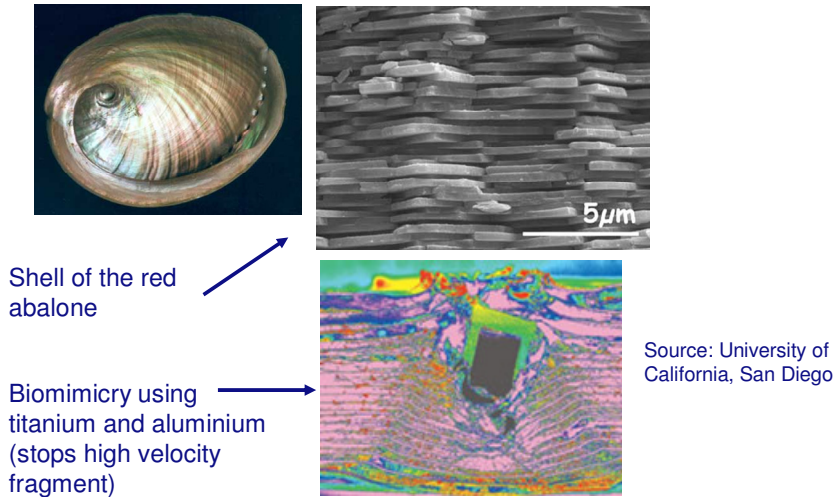 5µm
Shell of the red
abalone
Biomimicry using
titanium and aluminium
(stops high velocity
fragment)
Source: University of
California, San Diego